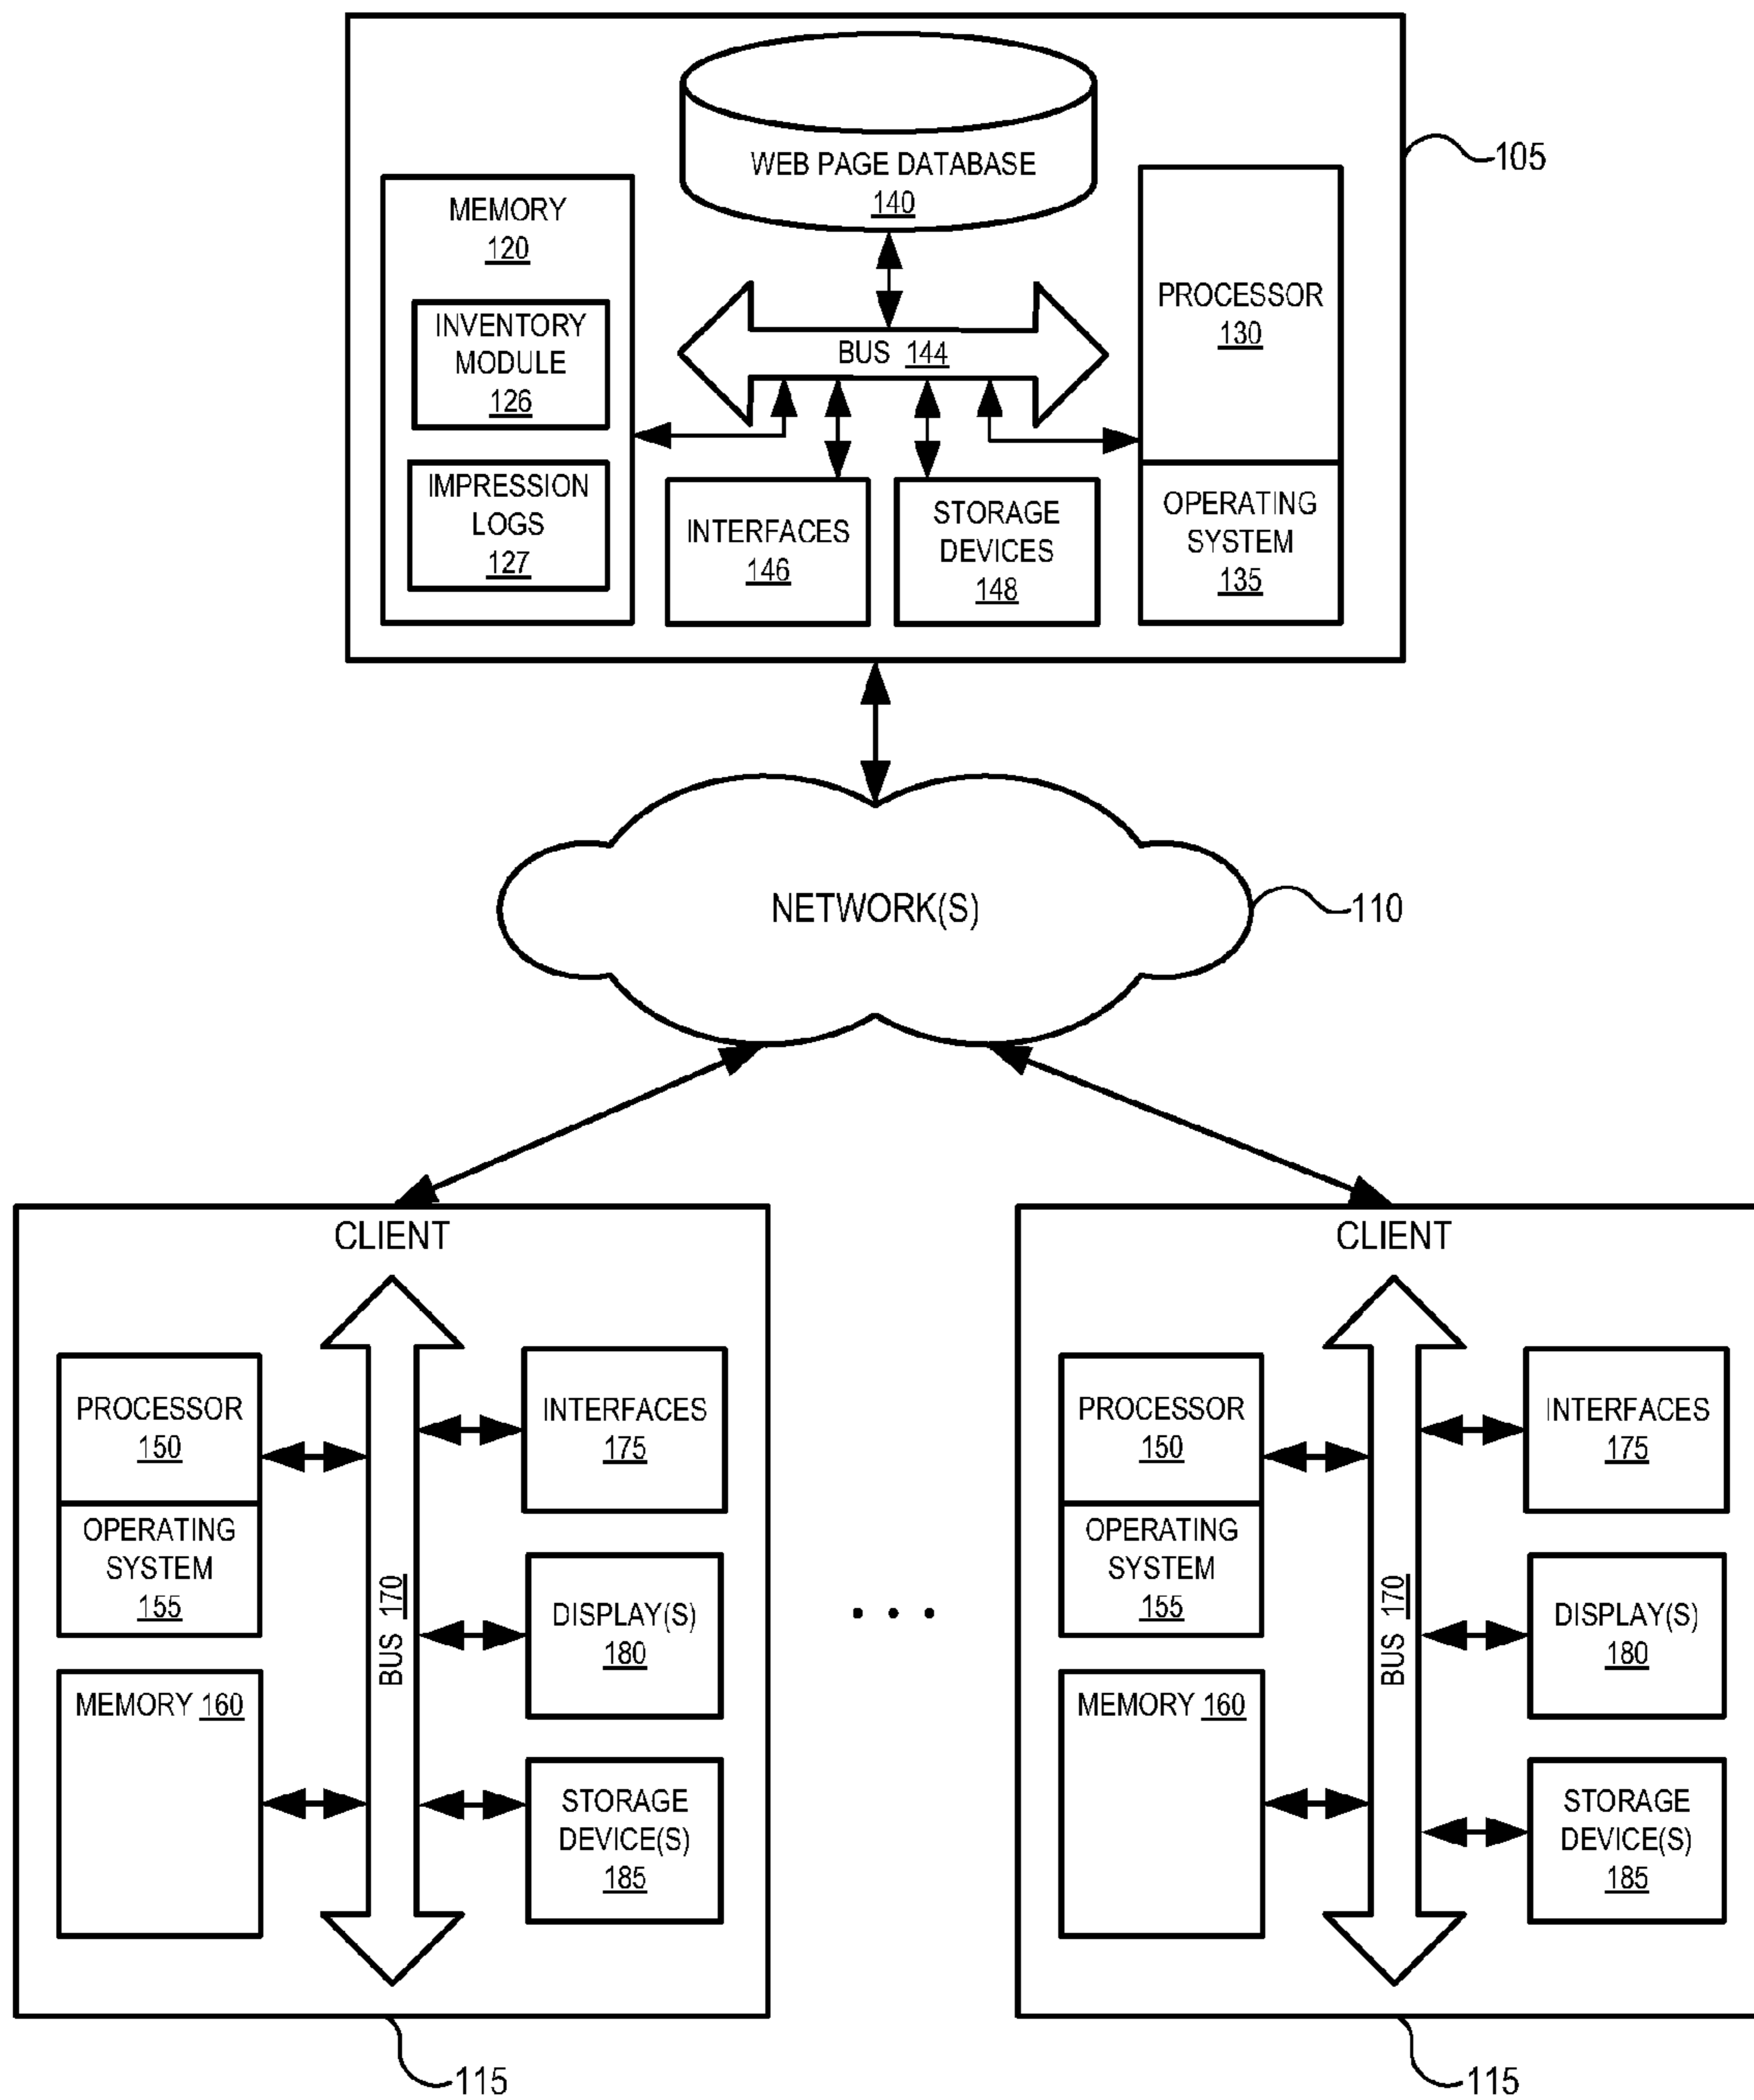 WEB PAGE DATABASE
140
105
MEMORY
120
INVENTORY
MODULE
126
IMPRESSION
LOGS
127
BUS 144
INTERFACES
146
STORAGE
DEVICES
148
PROCESSOR
130
OPERATING
SYSTEM
135
NETWORK(S)
110
CLIENT
PROCESSOR
150
OPERATING
SYSTEM
155
MEMORY 160
BUS 170
INTERFACES
175
DISPLAY(S)
180
STORAGE
DEVICE(S)
185
115
. . .
CLIENT
PROCESSOR
150
OPERATING
SYSTEM
155
MEMORY 160
BUS 170
INTERFACES
175
DISPLAY(S)
180
STORAGE
DEVICE(S)
185
115